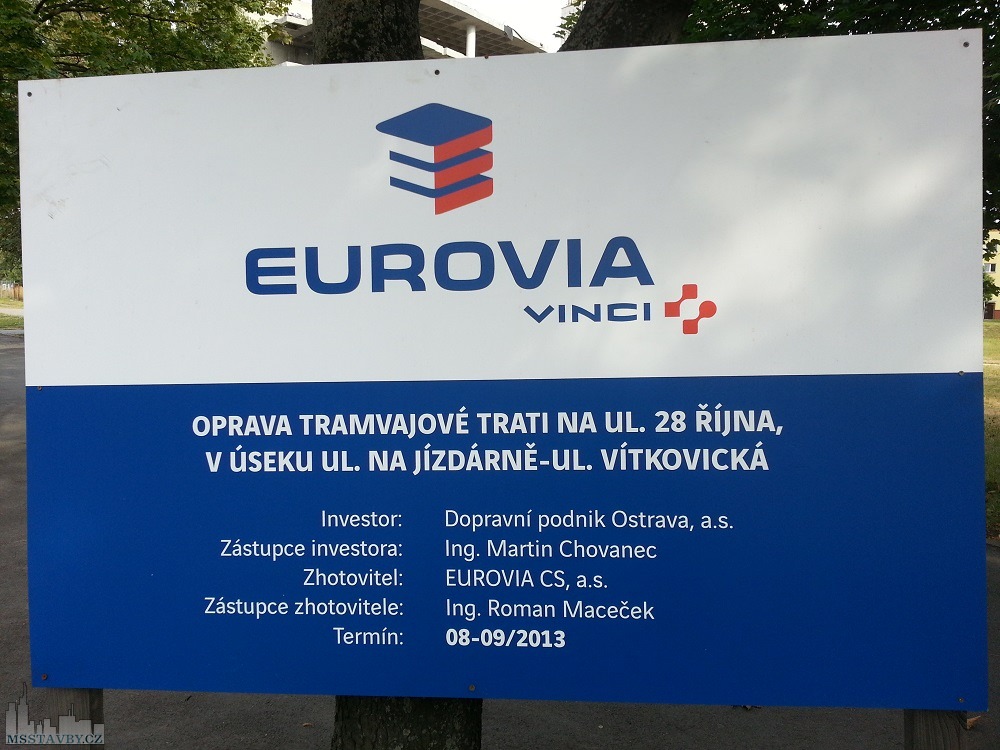 EUROVIA
VINCI
OPRAVA TRAMVAJOVÉ TRATI NA UL. 28 ŘÍJNA,
V ÚSEKU UL. NA JÍZDÁRNĚ-UL. VÍTKOVICKÁ
Investor: Dopravní podnik Ostrava, a.s.
Zástupce investora: Ing. Martin Chovanec
Zhotovitel: EUROVIA CS, a.s.
Zástupce zhotovitele: Ing. Roman Maceček
Termín: 08-09/2013
MSSTAVBY.CZ